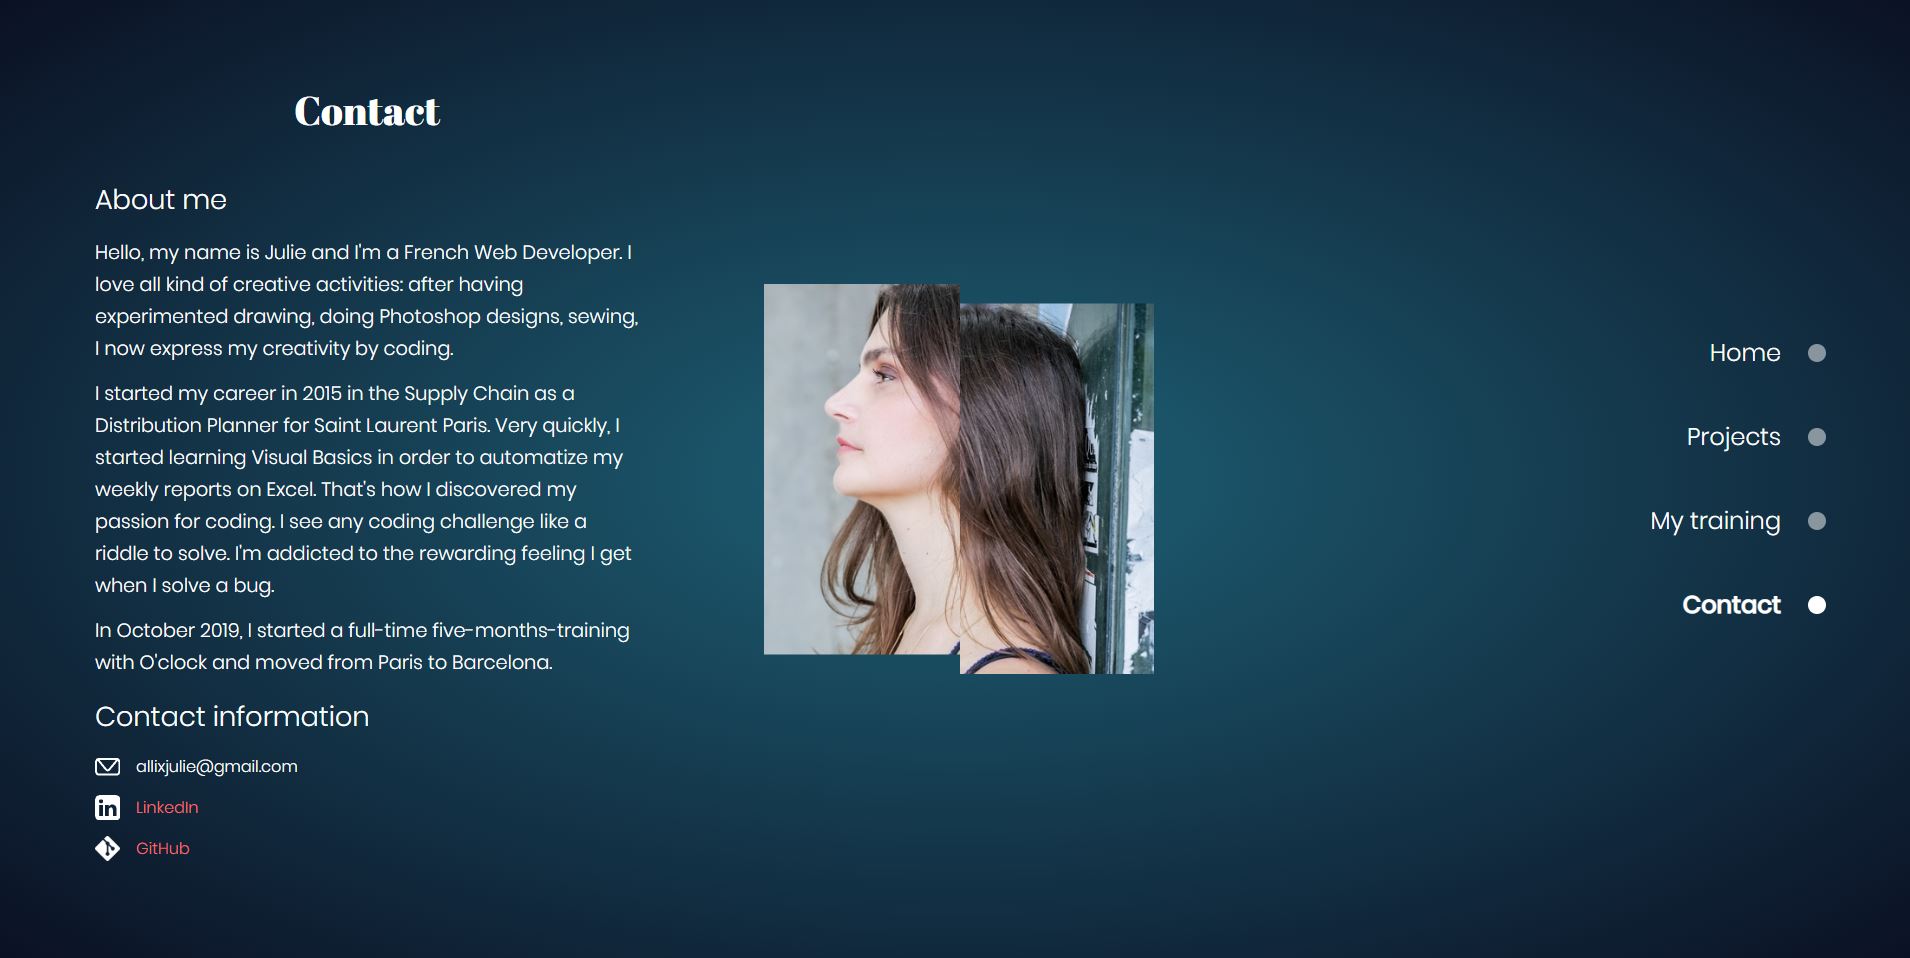 Contact
About me
Hello, my name is Julie and I'm a French Web Developer. I
love all kind of creative activities: after having
experimented drawing, doing Photoshop designs, sewing,
I now express my creativity by coding.
I started my career in 2015 in the Supply Chain as a
Distribution Planner for Saint Laurent Paris. Very quickly, I
started learning Visual Basics in order to automatize my
weekly reports on Excel. That's how I discovered my
passion for coding. I see any coding challenge like a
riddle to solve. I'm addicted to the rewarding feeling I get
when I solve a bug.
In October 2019, I started a full-time five-months-training
with O'clock and moved from Paris to Barcelona.
Contact information
allixjulie@gmail.com
in LinkedIn
GitHub
Home
Projects
My training
Contact